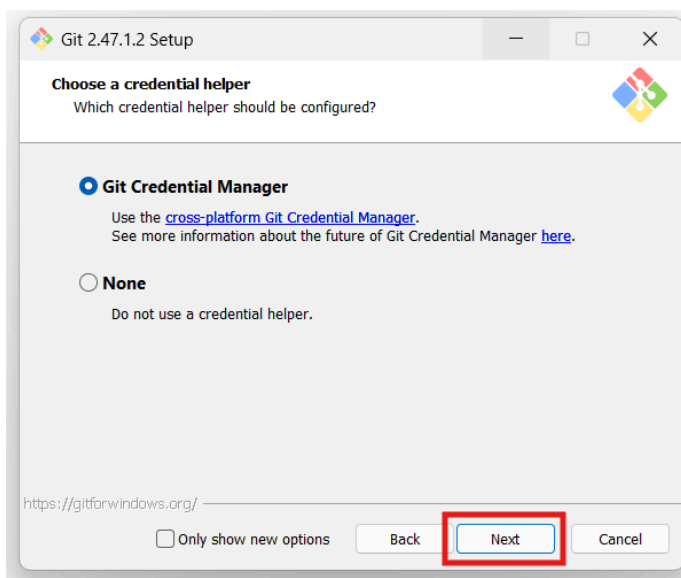 Git 2.47.1.2 Setup
Choose a credential helper
Which credential helper should be configured?
Git Credential Manager
Use the cross-platform Git Credential Manager.
See more information about the future of Git Credential Manager here.
None
Do not use a credential helper.
https://gitforwindows.org/
Only show new options Back Next Cancel